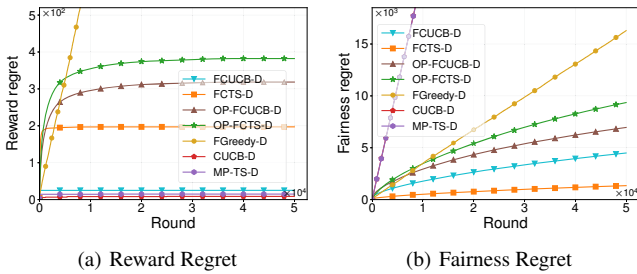 ×10²
5
4
3
2
1
0
Reward regret
FCUCB-D
FCTS-D
OP-FCUCB-D
OP-FCTS-D
FGreedy-D
CUCB-D
MP-TS-D
0 1 2 3 4 5
×10⁴
Round
(a) Reward Regret
×10³
15
10
5
0
Fairness regret
FCUCB-D
FCTS-D
OP-FCUCB-D
OP-FCTS-D
FGreedy-D
CUCB-D
MP-TS-D
0 1 2 3 4 5
×10⁴
Round
(b) Fairness Regret